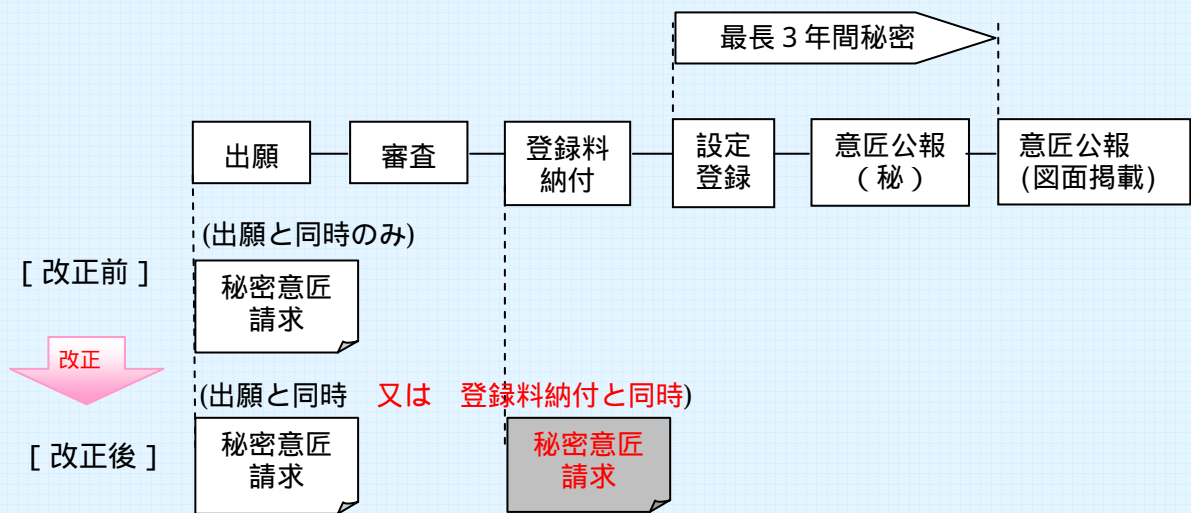 最長３年間秘密
出願
審査
登録料
納付
設定
登録
意匠公報
（秘）
意匠公報
(図面掲載)
(出願と同時のみ)
[ 改正前 ]
秘密意匠
請求
改正
(出願と同時　又は　登録料納付と同時)
[ 改正後 ]
秘密意匠
請求
秘密意匠
請求